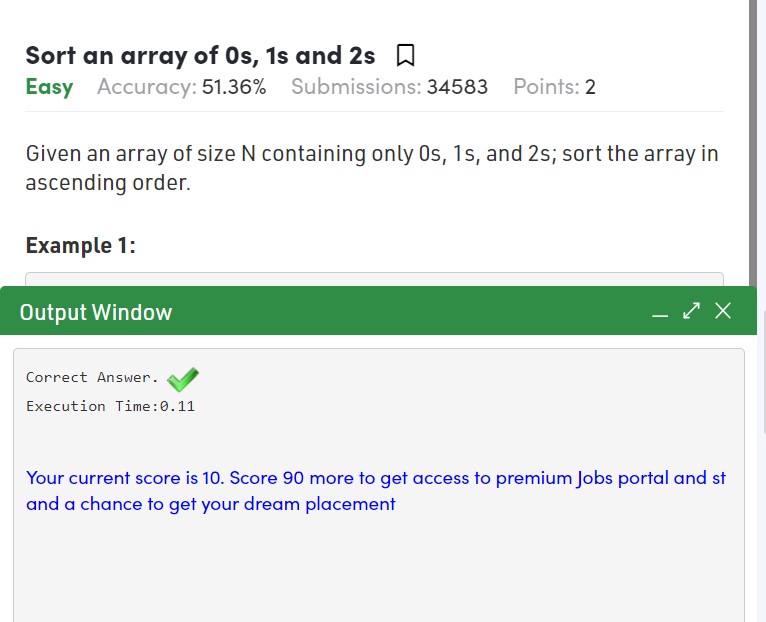 Sort an array of 0s, 1s and 2s
Easy Accuracy: 51.36% Submissions: 34583 Points: 2
Given an array of size N containing only 0s, 1s, and 2s; sort the array in
ascending order.
Example 1:
Output Window
Correct Answer.
Execution Time:0.11
Your current score is 10. Score 90 more to get access to premium Jobs portal and st
and a chance to get your dream placement